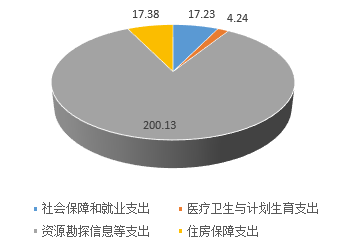 17.38 17.23
4.24
200.13
社会保障和就业支出 医疗卫生与计划生育支出
资源勘探信息等支出 住房保障支出